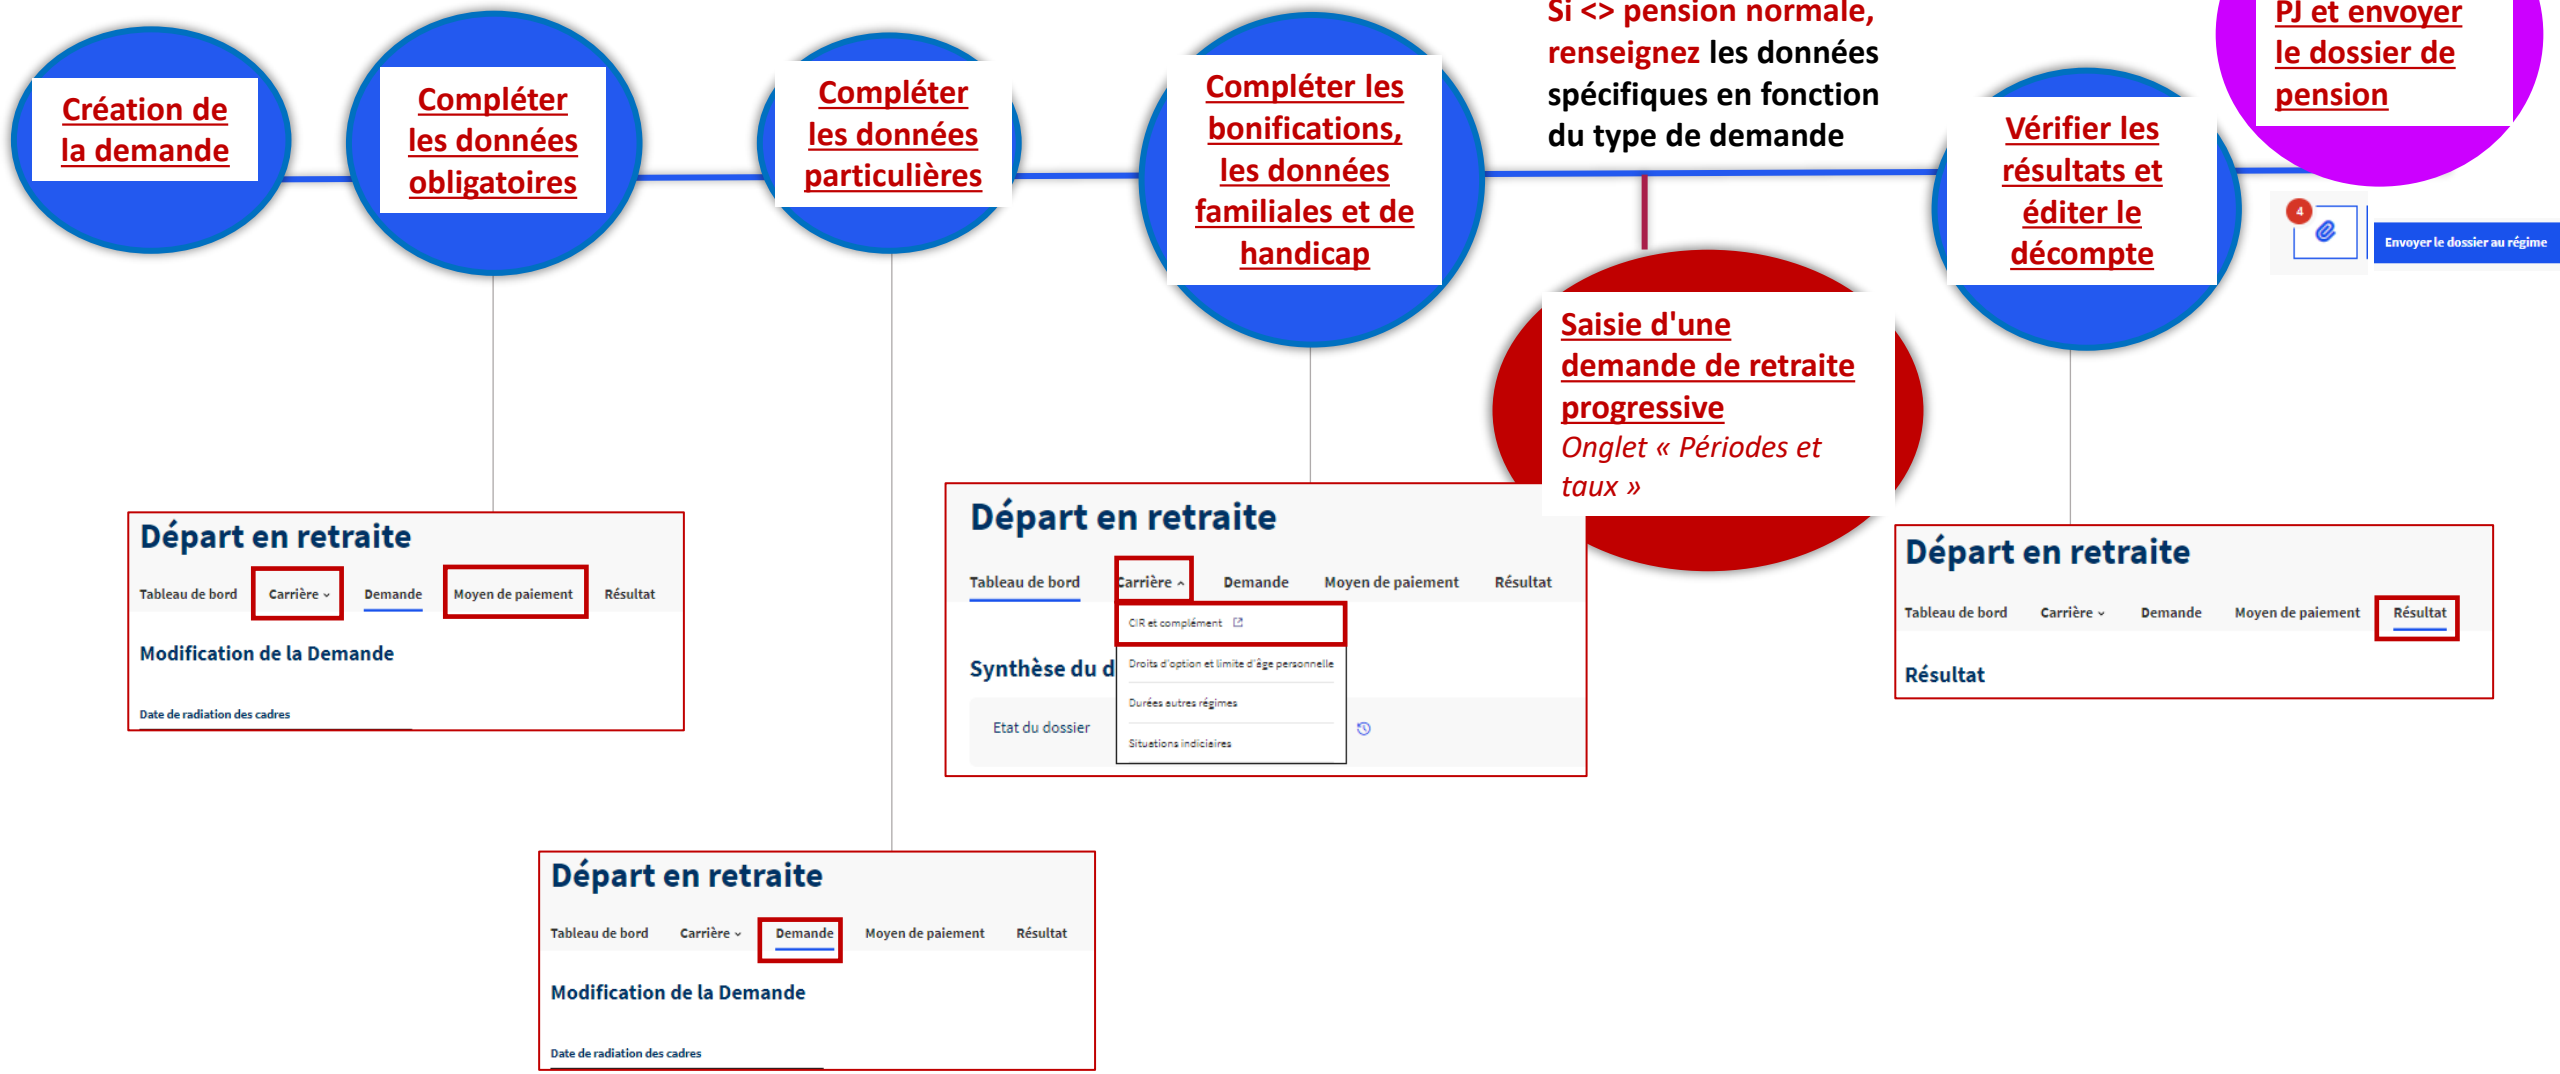 Création de
la demande
Compléter
les données
obligatoires
Compléter
les données
particulières
Compléter les
bonifications,
les données
familiales et de
handicap
Si <> pension normale,
renseignez les données
spécifiques en fonction
du type de demande
Vérifier les
résultats et
éditer le
décompte
PJ et envoyer
le dossier de
pension
4
Envoyer le dossier au régime
Saisie d'une
demande de retraite
progressive
Onglet « Périodes et
taux »
Départ en retraite
Tableau de bord Carrière Demande Moyen de paiement Résultat
Modification de la Demande
Date de radiation des cadres
Départ en retraite
Tableau de bord Carrière Demande Moyen de paiement Résultat
CIR et complément
Synthèse du d
Droits d'option et limite d'âge personnelle
Durées autres régimes
Etat du dossier
Situations indiciaires
Départ en retraite
Tableau de bord Carrière Demande Moyen de paiement Résultat
Résultat
Départ en retraite
Tableau de bord Carrière Demande Moyen de paiement Résultat
Modification de la Demande
Date de radiation des cadres